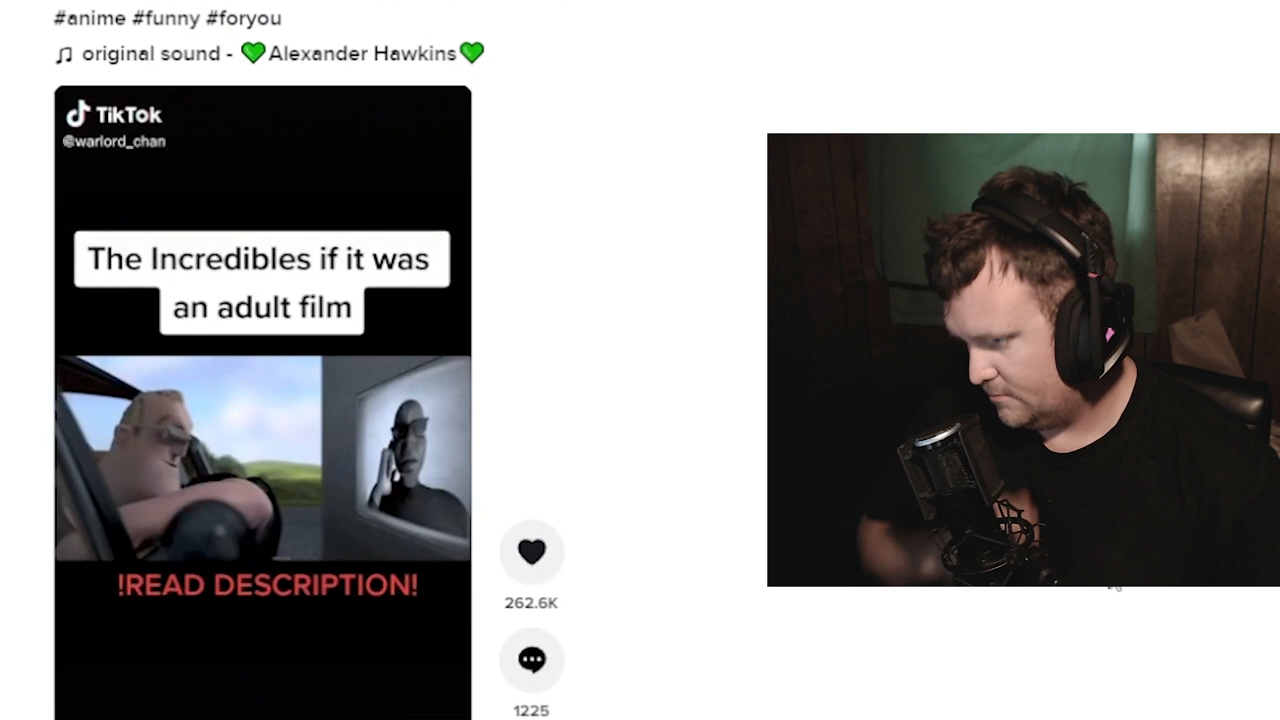 #anime #funny #foryou
♫ original sound - 💚Alexander Hawkins💚
TikTok
@warlord_chan
The Incredibles if it was
an adult film
!READ DESCRIPTION!
262.6K
1225